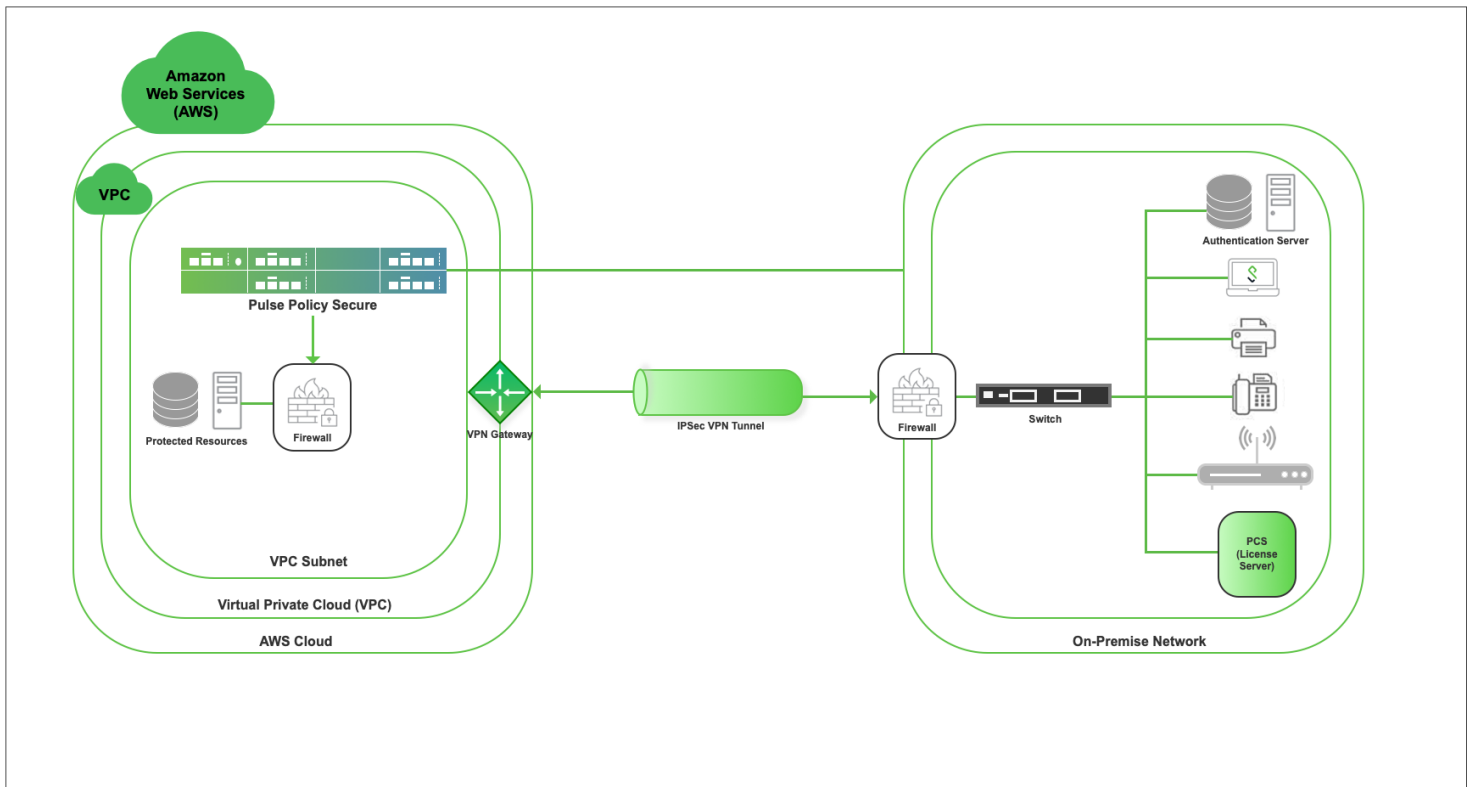 Amazon
Web Services
(AWS)
VPC
Pulse Policy Secure
Protected Resources
Firewall
VPN Gateway
VPC Subnet
Virtual Private Cloud (VPC)
AWS Cloud
IPSec VPN Tunnel
Firewall
Switch
Authentication Server
PCS
(License
Server)
On-Premise Network